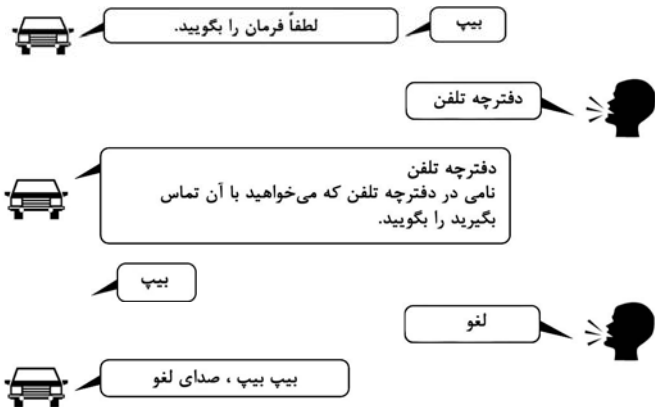 لطفاً فرمان را بگویید.
بیپ
دفترچه تلفن
دفترچه تلفن
نامی در دفترچه تلفن که می‌خواهید با آن تماس
بگیرید را بگویید.
بیپ
لغو
بیپ بیپ ، صدای لغو